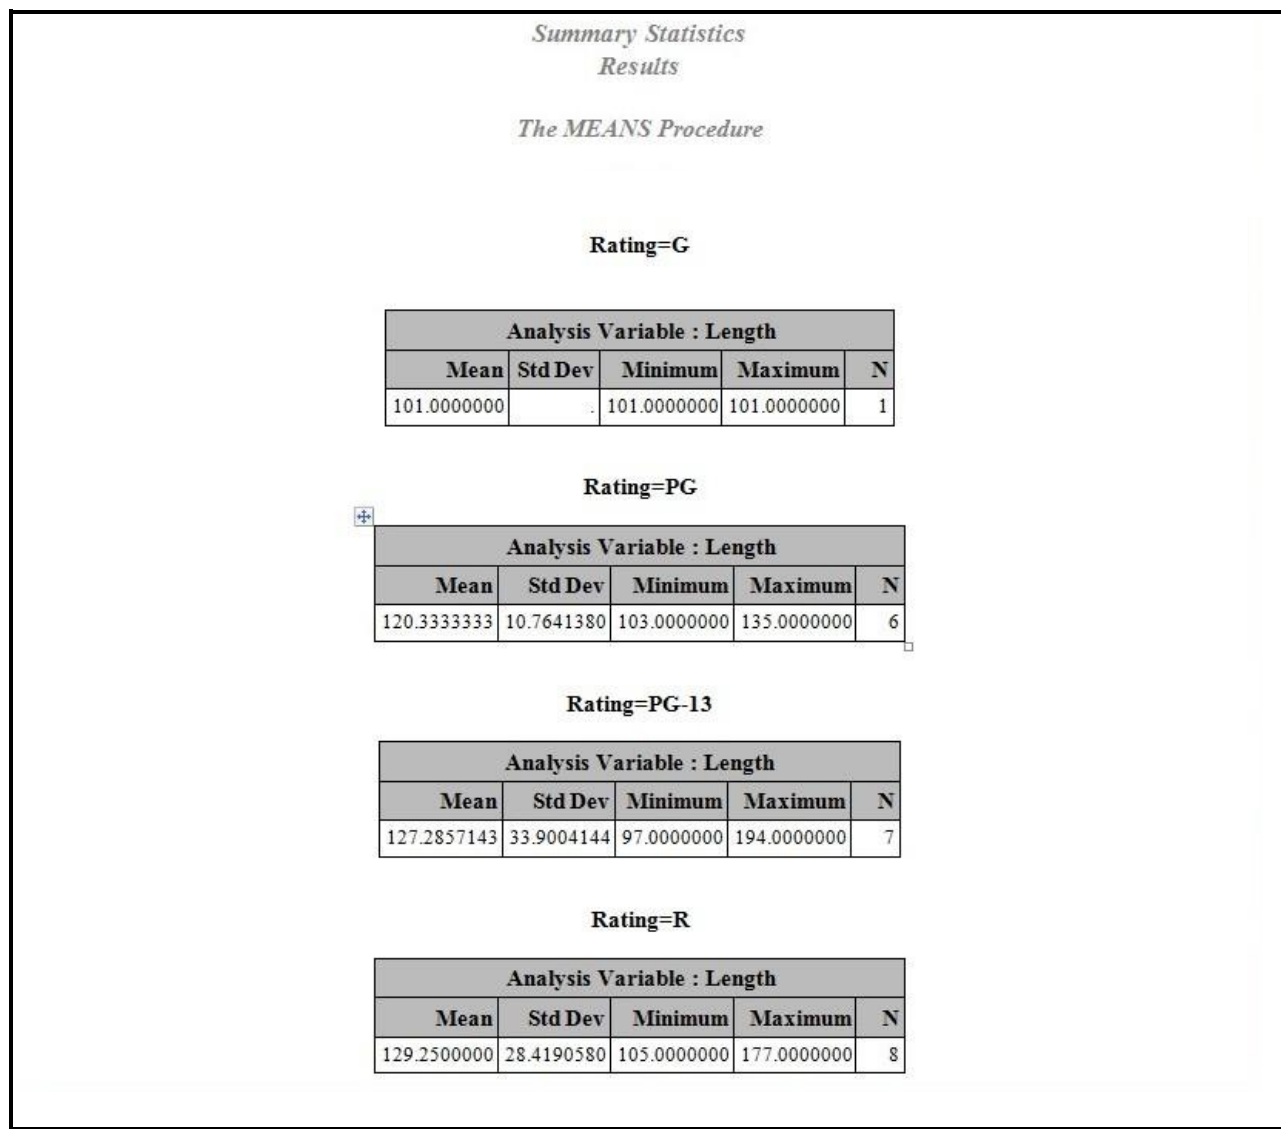 Summary Statistics
Results
The MEANS Procedure
Rating=G
Analysis Variable : Length
Mean Std Dev Minimum Maximum N
101.0000000 . 101.0000000 101.0000000 1
Rating=PG
Analysis Variable : Length
Mean Std Dev Minimum Maximum N
120.3333333 10.7641380 103.0000000 135.0000000 6
Rating=PG-13
Analysis Variable : Length
Mean Std Dev Minimum Maximum N
127.2857143 33.9004144 97.0000000 194.0000000 7
Rating=R
Analysis Variable : Length
Mean Std Dev Minimum Maximum N
129.2500000 28.4190580 105.0000000 177.0000000 8